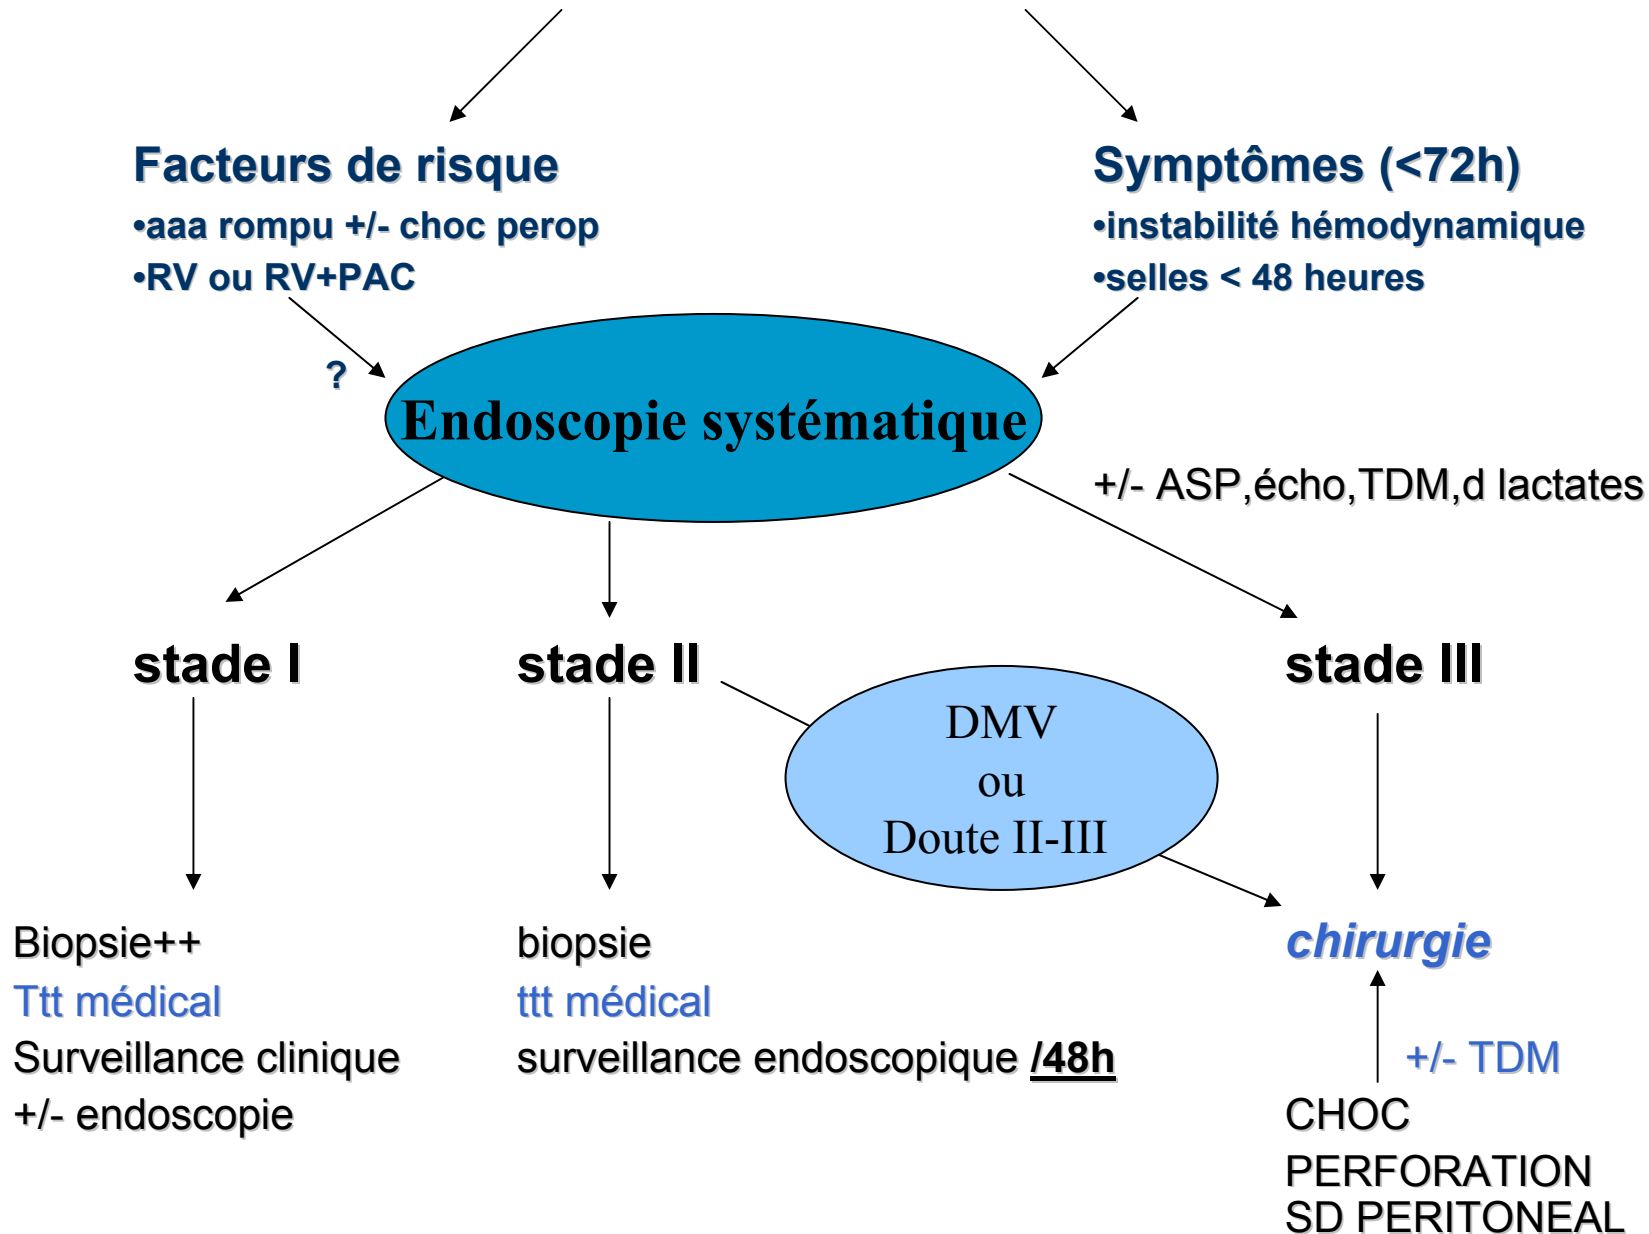 Facteurs de risque
•aaa rompu +/- choc perop
•RV ou RV+PAC
Symptômes (<72h)
•instabilité hémodynamique
•selles < 48 heures
?
Endoscopie systématique
+/- ASP,écho,TDM,d lactates
stade I
stade II
stade III
DMV
ou
Doute II-III
Biopsie++
Ttt médical
Surveillance clinique
+/- endoscopie
biopsie
ttt médical
surveillance endoscopique /48h
chirurgie
+/- TDM
CHOC
PERFORATION
SD PERITONEAL